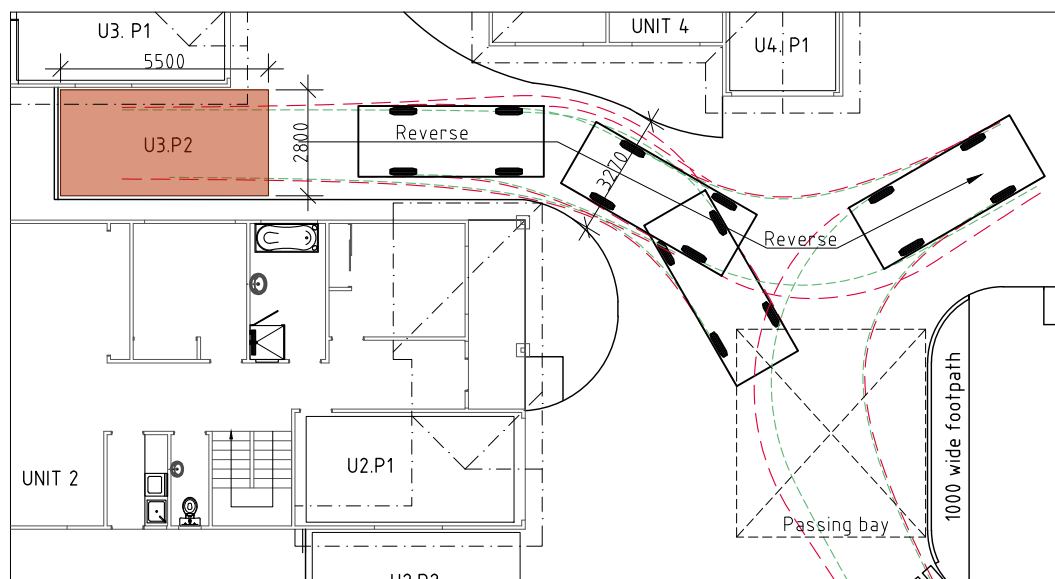 U3. P1
UNIT 4
U4. P1
5500
U3.P2
2800
Reverse
3270
Reverse
1000 wide footpath
UNIT 2
U2.P1
Passing bay